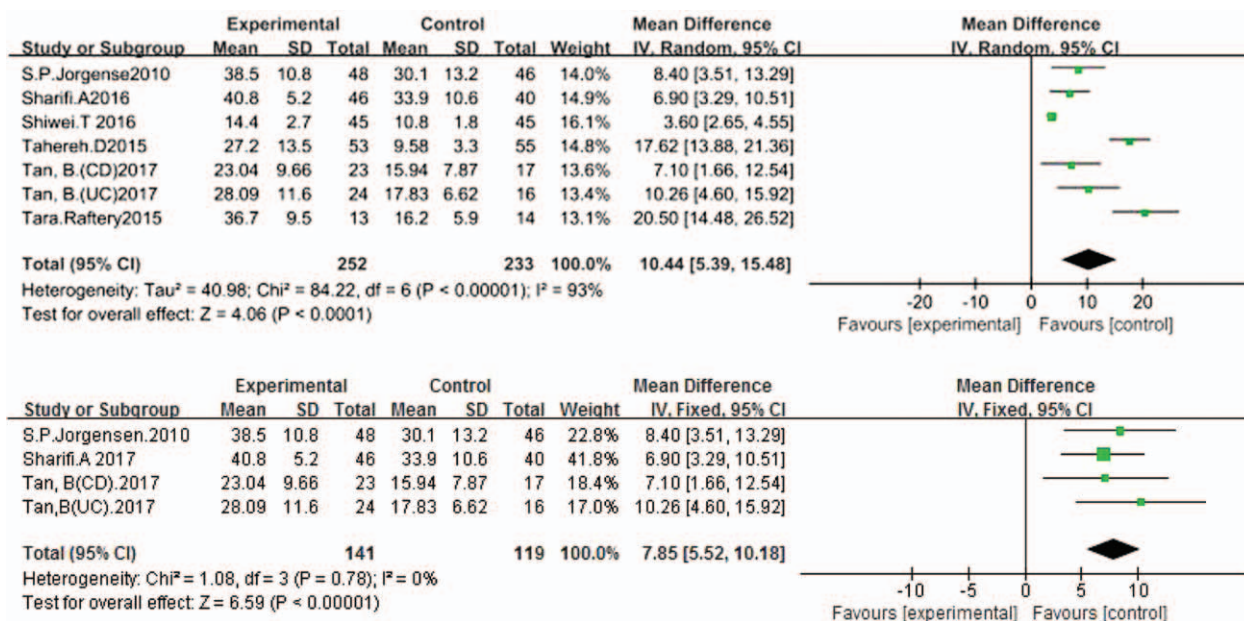 Experimental Control Mean Difference Mean Difference
Study or Subgroup Mean SD Total Mean SD Total Weight IV, Random, 95% CI IV, Random, 95% CI
S.P.Jorgense2010 38.5 10.8 48 30.1 13.2 46 14.0% 8.40 [3.51, 13.29]
Sharifi.A2016 40.8 5.2 46 33.9 10.6 40 14.9% 6.90 [3.29, 10.51]
Shiwei.T 2016 14.4 2.7 45 10.8 1.8 45 16.1% 3.60 [2.65, 4.55]
Tahereh.D2015 27.2 13.5 53 9.58 3.3 55 14.8% 17.62 [13.88, 21.36]
Tan, B.(CD)2017 23.04 9.66 23 15.94 7.87 17 13.6% 7.10 [1.66, 12.54]
Tan, B.(UC)2017 28.09 11.6 24 17.83 6.62 16 13.4% 10.26 [4.60, 15.92]
Tara.Raftery2015 36.7 9.5 13 16.2 5.9 14 13.1% 20.50 [14.48, 26.52]
Total (95% CI) 252 233 100.0% 10.44 [5.39, 15.48]
Heterogeneity: Tau² = 40.98; Chi² = 84.22, df = 6 (P < 0.00001); I² = 93%
Test for overall effect: Z = 4.06 (P < 0.0001)
-20 -10 0 10 20
Favours [experimental] Favours [control]
Experimental Control Mean Difference Mean Difference
Study or Subgroup Mean SD Total Mean SD Total Weight IV, Fixed, 95% CI IV, Fixed, 95% CI
S.P.Jorgensen.2010 38.5 10.8 48 30.1 13.2 46 22.8% 8.40 [3.51, 13.29]
Sharifi.A 2017 40.8 5.2 46 33.9 10.6 40 41.8% 6.90 [3.29, 10.51]
Tan, B(CD).2017 23.04 9.66 23 15.94 7.87 17 18.4% 7.10 [1.66, 12.54]
Tan,B(UC).2017 28.09 11.6 24 17.83 6.62 16 17.0% 10.26 [4.60, 15.92]
Total (95% CI) 141 119 100.0% 7.85 [5.52, 10.18]
Heterogeneity: Chi² = 1.08, df = 3 (P = 0.78); I² = 0%
Test for overall effect: Z = 6.59 (P < 0.00001)
-10 -5 0 5 10
Favours [experimental] Favours [control]